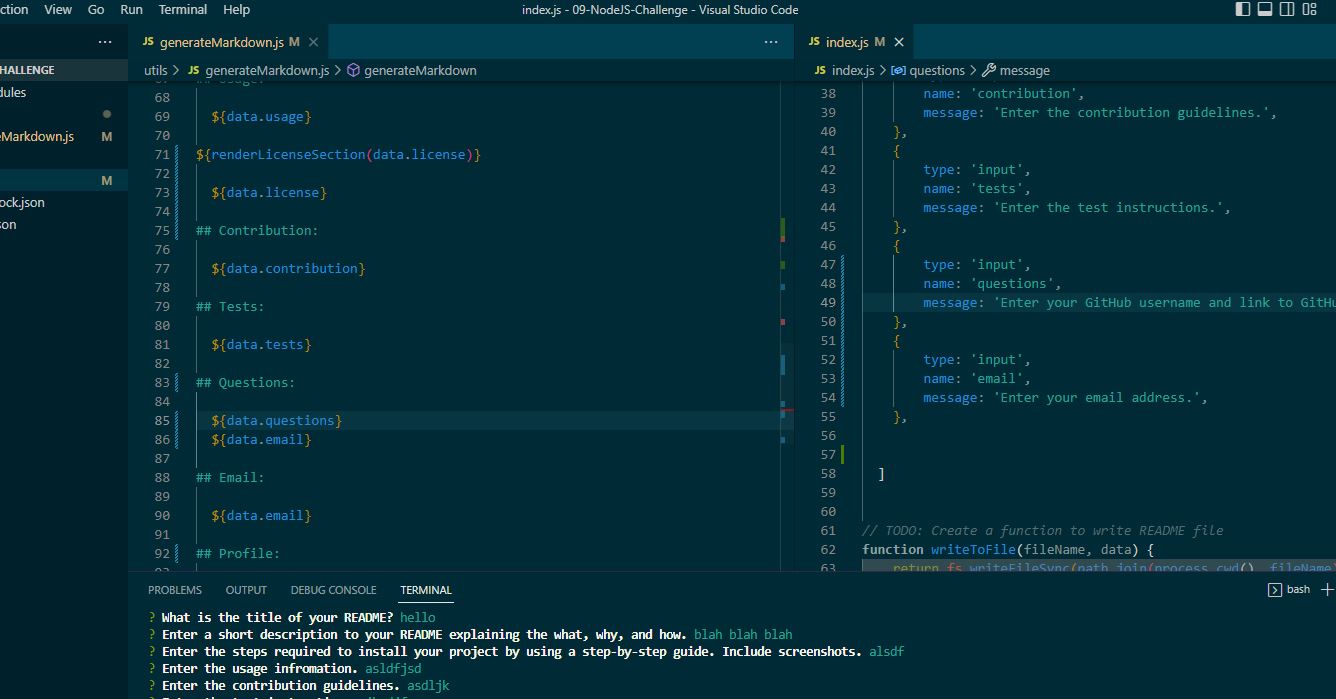 ction View Go Run Terminal Help index.js - 09-NodeJS-Challenge - Visual Studio Code
JS generateMarkdown.js M
utils > JS generateMarkdown.js > generateMarkdown
HALLENGE
dules
eMarkdown.js M
M
ock.json
son
68
69 ${data.usage}
70
71 ${renderLicenseSection(data.license)}
72
73 ${data.license}
74
75 ## Contribution:
76
77 ${data.contribution}
78
79 ## Tests:
80
81 ${data.tests}
82
83 ## Questions:
84
85 ${data.questions}
86 ${data.email}
87
88 ## Email:
89
90 ${data.email}
91
92 ## Profile:
JS index.js M
JS index.js > questions > message
38 name: 'contribution',
39 message: 'Enter the contribution guidelines.',
40 },
41 {
42 type: 'input',
43 name: 'tests',
44 message: 'Enter the test instructions.',
45 },
46 {
47 type: 'input',
48 name: 'questions',
49 message: 'Enter your GitHub username and link to GitHu
50 },
51 {
52 type: 'input',
53 name: 'email',
54 message: 'Enter your email address.',
55 },
56
57
58 ]
59
60
61 // TODO: Create a function to write README file
62 function writeToFile(fileName, data) {
63 return fs.writeFileSync(path.join(process.cwd(), fileName)
PROBLEMS OUTPUT DEBUG CONSOLE TERMINAL bash
? What is the title of your README? hello
? Enter a short description to your README explaining the what, why, and how. blah blah blah
? Enter the steps required to install your project by using a step-by-step guide. Include screenshots. alsdf
? Enter the usage infromation. asldfjsd
? Enter the contribution guidelines. asdljk